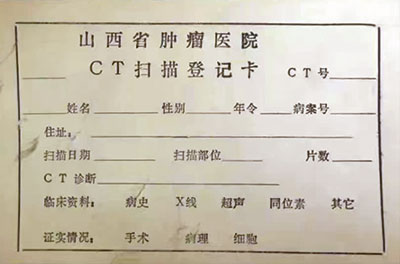 山西省肿瘤医院
CT扫描登记卡 CT号
姓名 性别 年令 病案号
住址:
扫描日期 扫描部位 片数
CT诊断
临床资料: 病史 X线 超声 同位素 其它
证实情况: 手术 病理 细胞